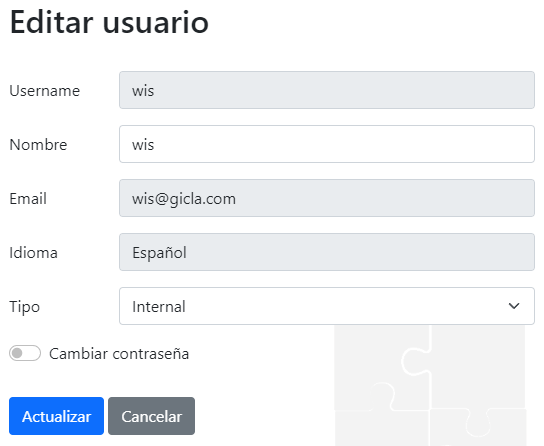 Editar usuario
Username wis
Nombre wis
Email wis@gicla.com
Idioma Español
Tipo Internal
Cambiar contraseña
Actualizar Cancelar